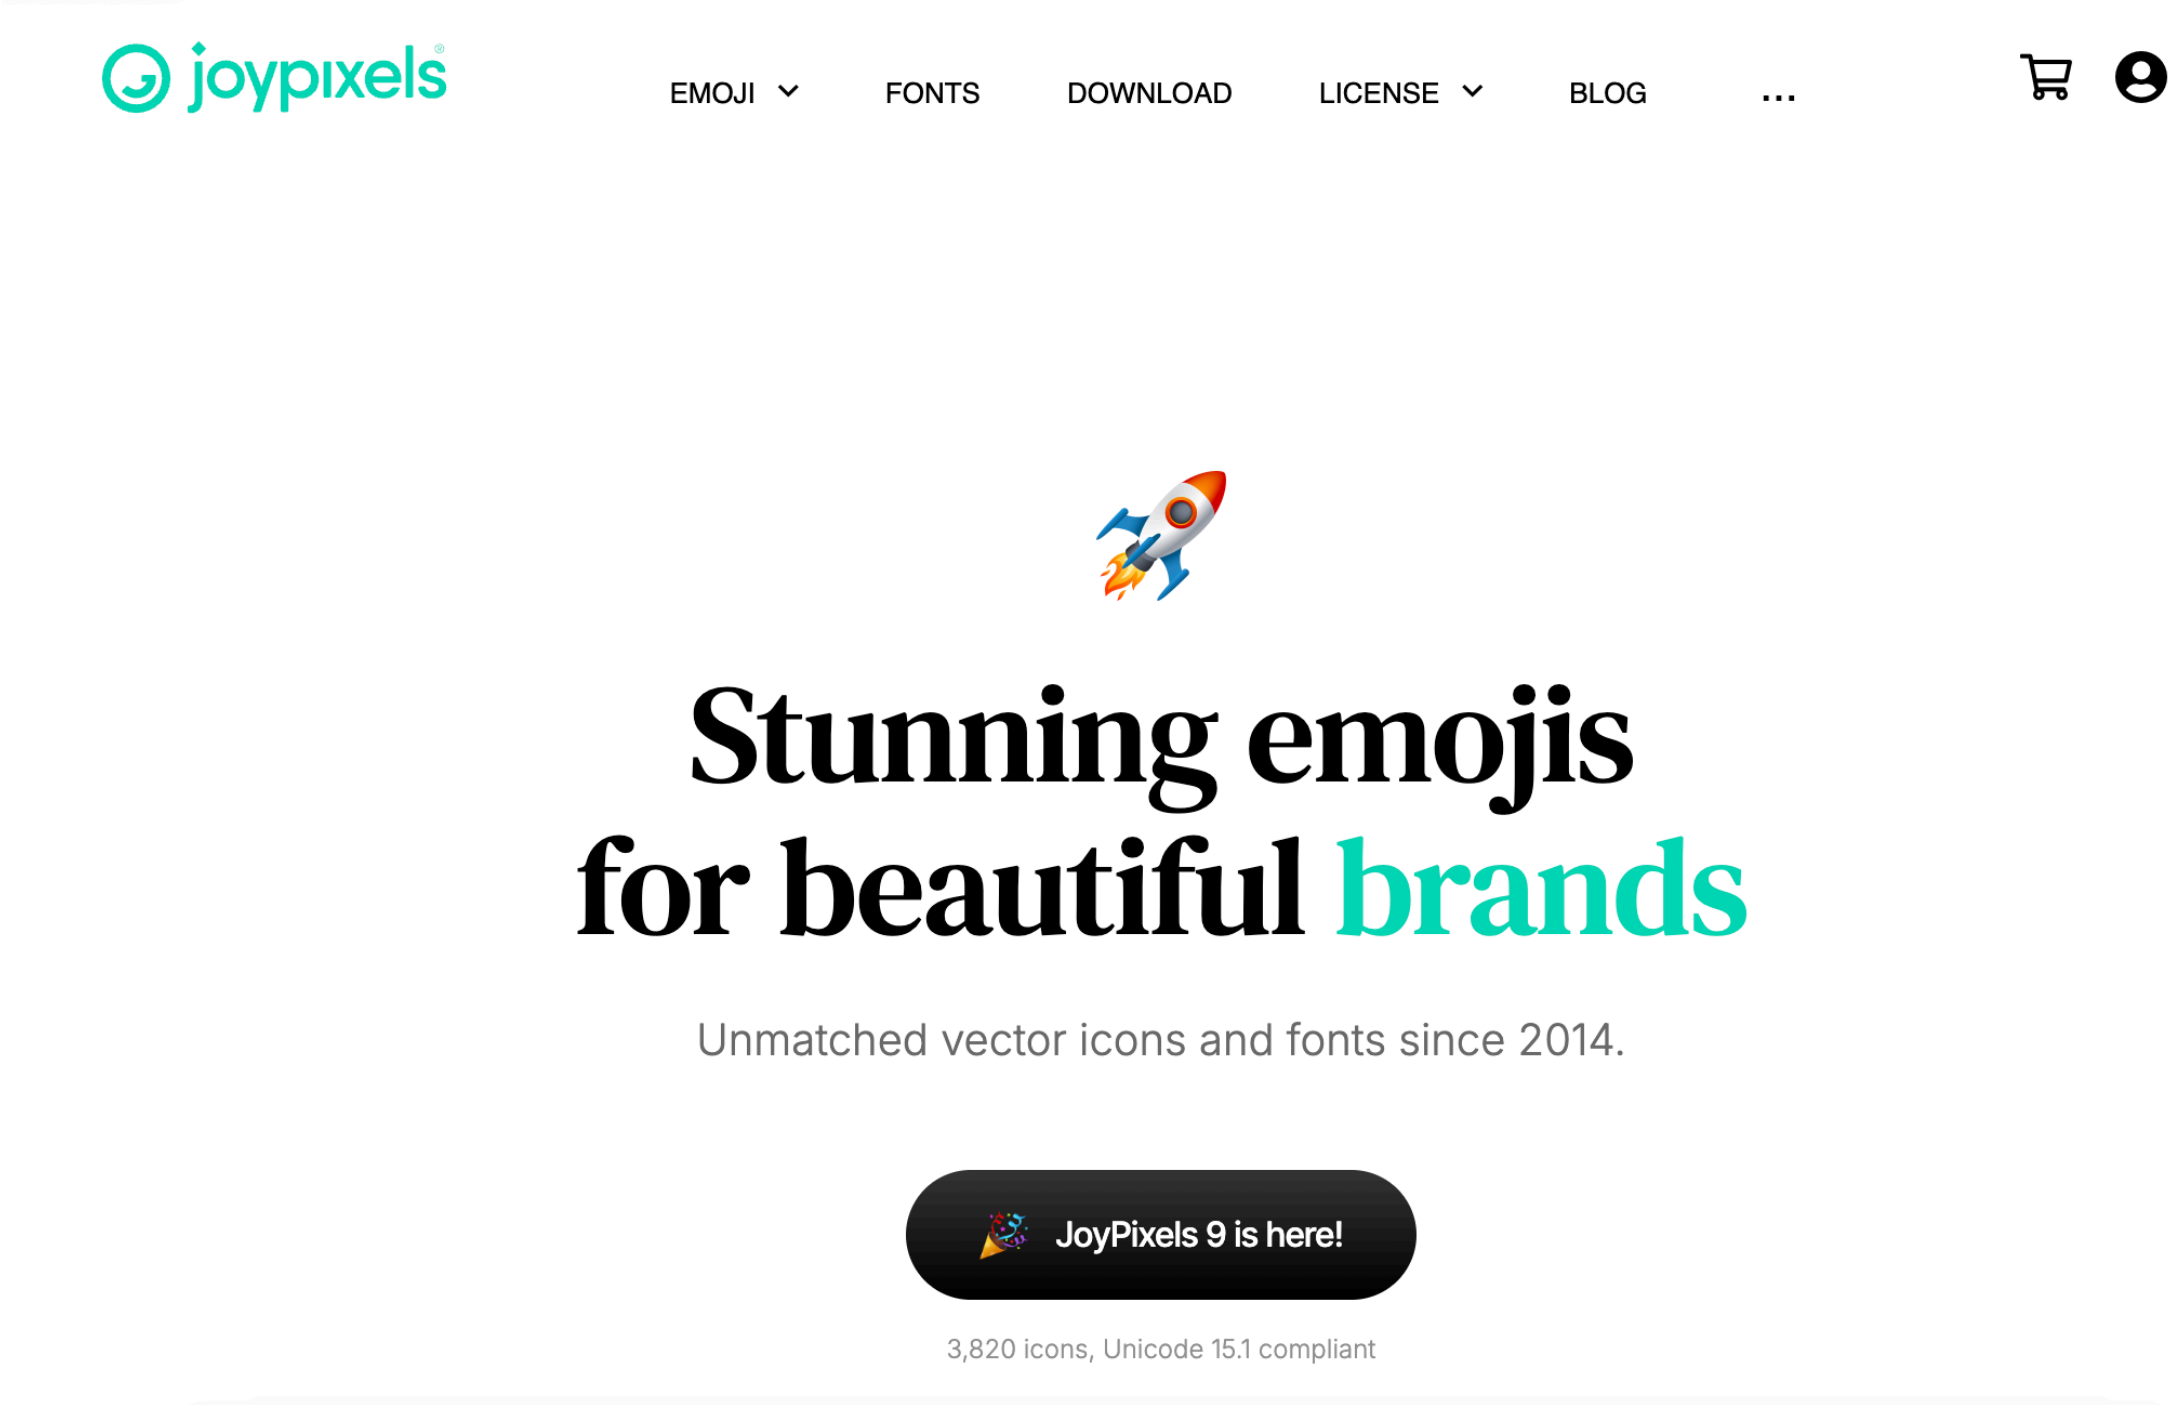 joypixels®
EMOJI
FONTS
DOWNLOAD
LICENSE
BLOG
...
Stunning emojis
for beautiful brands
Unmatched vector icons and fonts since 2014.
JoyPixels 9 is here!
3,820 icons, Unicode 15.1 compliant